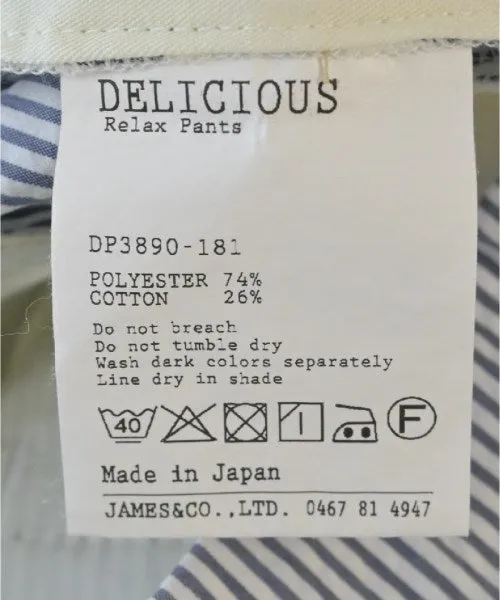 DELICIOUS
Relax Pants
DP3890-181
POLYESTER 74%
COTTON 26%
Do not breach
Do not tumble dry
Wash dark colors separately
Line dry in shade
40 F
Made in Japan
JAMES&CO.,LTD. 0467 81 4947